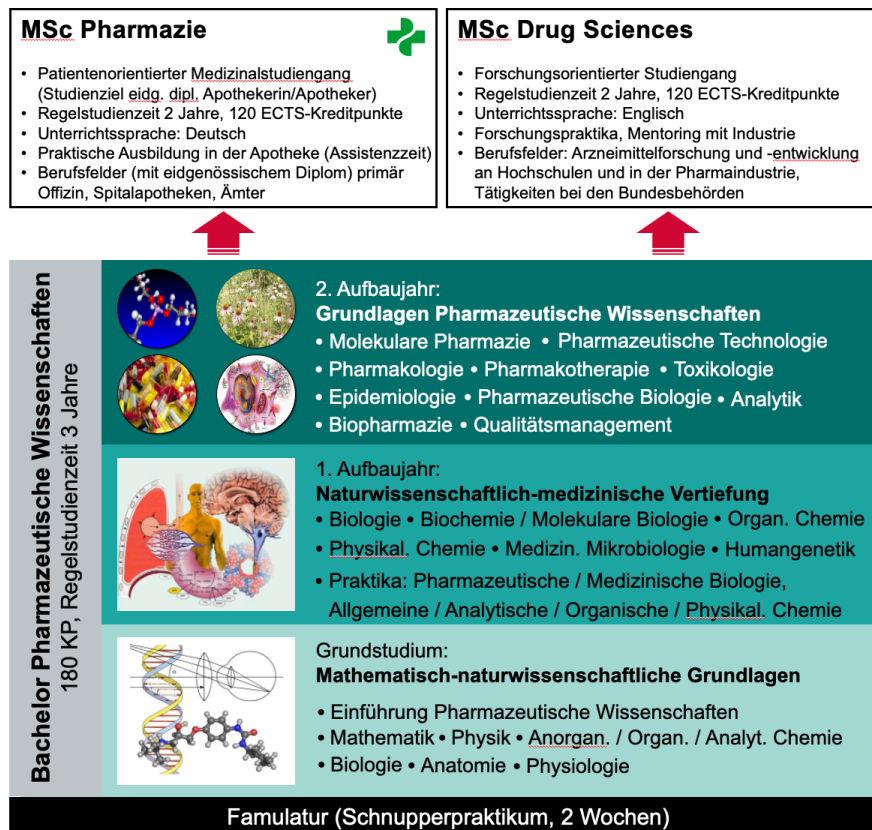 MSc Pharmazie
• Patientenorientierter Medizinalstudiengang
(Studienziel eidg. dipl. Apothekerin/Apotheker)
• Regelstudienzeit 2 Jahre, 120 ECTS-Kreditpunkte
• Unterrichtssprache: Deutsch
• Praktische Ausbildung in der Apotheke (Assistenzzeit)
• Berufsfelder (mit eidgenössischem Diplom) primär
Offizin, Spitalapotheken, Ämter
MSc Drug Sciences
• Forschungsorientierter Studiengang
• Regelstudienzeit 2 Jahre, 120 ECTS-Kreditpunkte
• Unterrichtssprache: Englisch
• Forschungspraktika, Mentoring mit Industrie
• Berufsfelder: Arzneimittelforschung und -entwicklung
an Hochschulen und in der Pharmaindustrie,
Tätigkeiten bei den Bundesbehörden
Bachelor Pharmazeutische Wissenschaften
180 KP, Regelstudienzeit 3 Jahre
2. Aufbaujahr:
Grundlagen Pharmazeutische Wissenschaften
• Molekulare Pharmazie • Pharmazeutische Technologie
• Pharmakologie • Pharmakotherapie • Toxikologie
• Epidemiologie • Pharmazeutische Biologie • Analytik
• Biopharmazie • Qualitätsmanagement
1. Aufbaujahr:
Naturwissenschaftlich-medizinische Vertiefung
• Biologie • Biochemie / Molekulare Biologie • Organ. Chemie
• Physikal. Chemie • Medizin. Mikrobiologie • Humangenetik
• Praktika: Pharmazeutische / Medizinische Biologie,
Allgemeine / Analytische / Organische / Physikal. Chemie
Grundstudium:
Mathematisch-naturwissenschaftliche Grundlagen
• Einführung Pharmazeutische Wissenschaften
• Mathematik • Physik • Anorgan. / Organ. / Analyt. Chemie
• Biologie • Anatomie • Physiologie
Famulatur (Schnupperpraktikum, 2 Wochen)